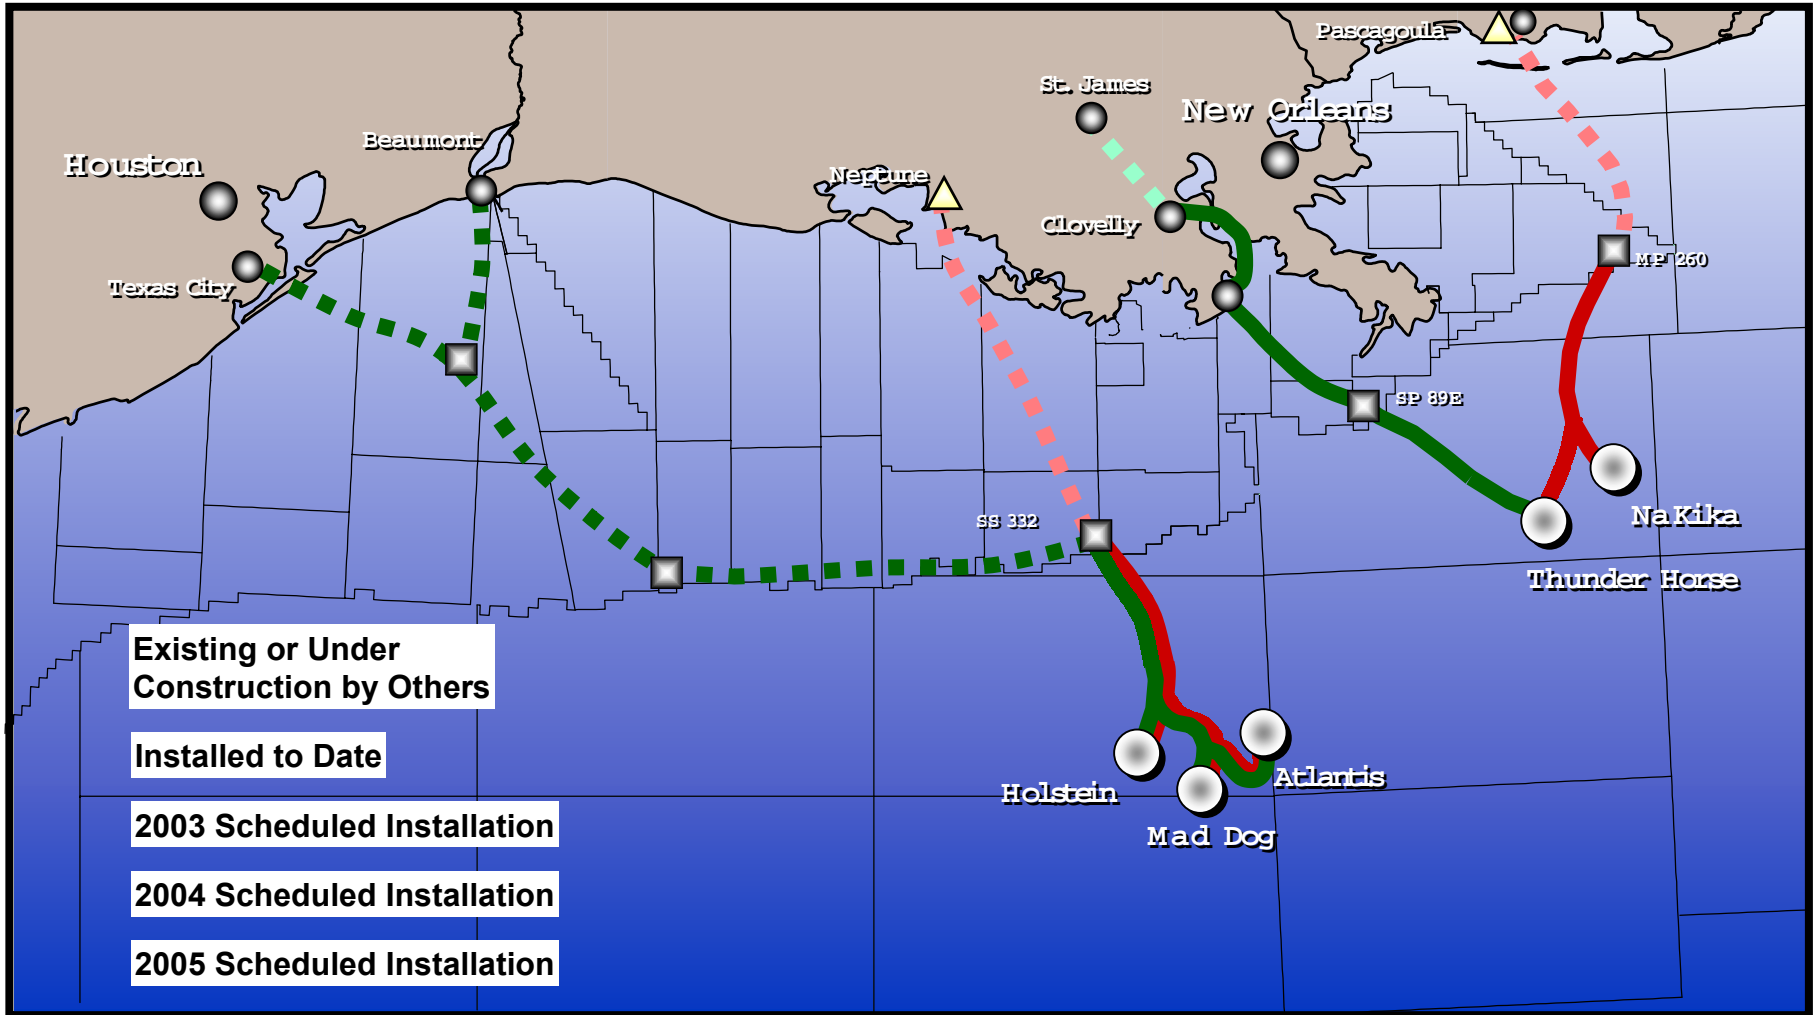 Pascagoula
St. James
New Orleans
Beaumont
Houston
Neptune
Clovelly
MP 260
Texas City
SP 89E
SS 332
Na Kika
Thunder Horse
Existing or Under
Construction by Others
Installed to Date
Atlantis
Holstein
2003 Scheduled Installation
Mad Dog
2004 Scheduled Installation
2005 Scheduled Installation